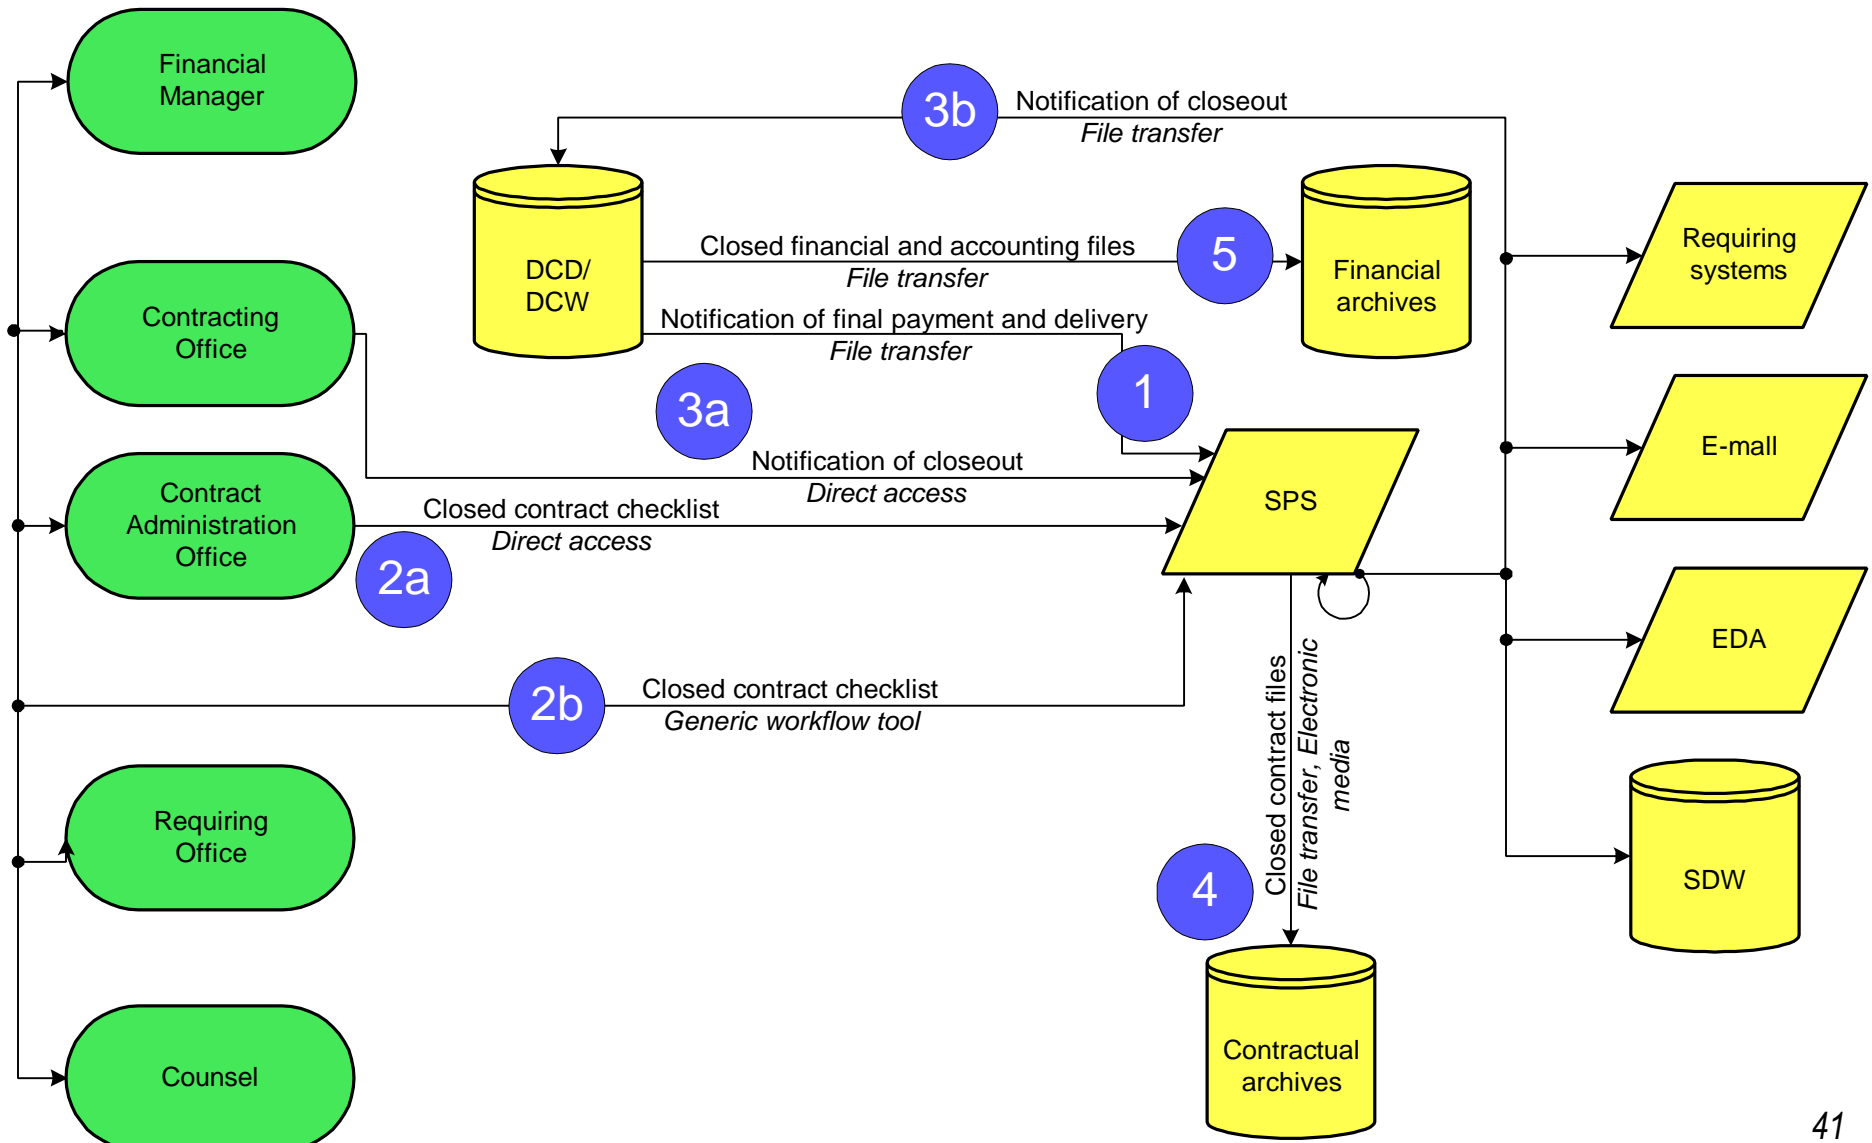 Financial
Manager
3b
Notification of closeout
File transfer
DCD/
DCW
Closed financial and accounting files
File transfer
5
Financial
archives
Requiring
systems
Contracting
Office
Notification of final payment and delivery
File transfer
1
3a
E-mall
Notification of closeout
Direct access
SPS
Contract
Administration
Office
Closed contract checklist
Direct access
2a
EDA
2b
Closed contract checklist
Generic workflow tool
Closed contract files
File transfer, Electronic
media
Requiring
Office
4
SDW
Counsel
Contractual
archives
41